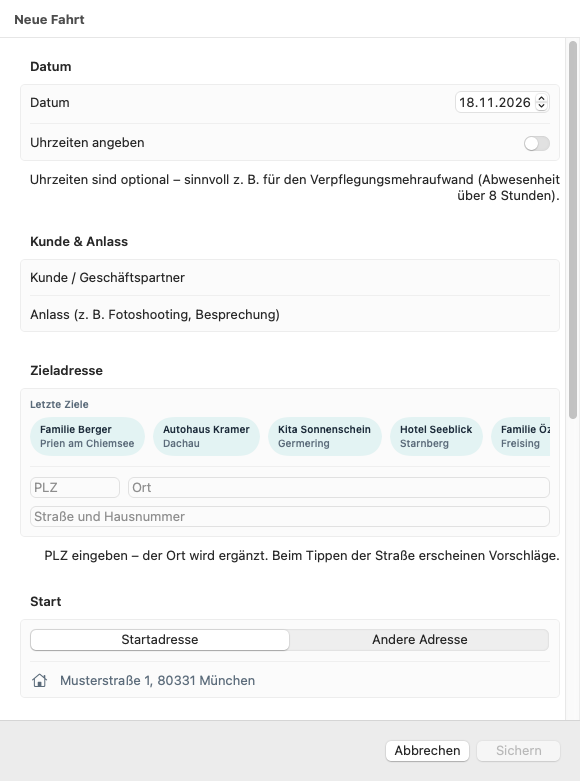 Neue Fahrt
Datum
Datum
18.11.2026
Uhrzeiten angeben
Uhrzeiten sind optional – sinnvoll z. B. für den Verpflegungsmehraufwand (Abwesenheit
über 8 Stunden).
Kunde & Anlass
Kunde / Geschäftspartner
Anlass (z. B. Fotoshooting, Besprechung)
Zieladresse
Letzte Ziele
Familie Berger
Prien am Chiemsee
Autohaus Kramer
Dachau
Kita Sonnenschein
Germering
Hotel Seeblick
Starnberg
Familie
Freising
PLZ
Ort
Straße und Hausnummer
PLZ eingeben – der Ort wird ergänzt. Beim Tippen der Straße erscheinen Vorschläge.
Start
Startadresse
Andere Adresse
Musterstraße 1, 80331 München
Abbrechen
Sichern